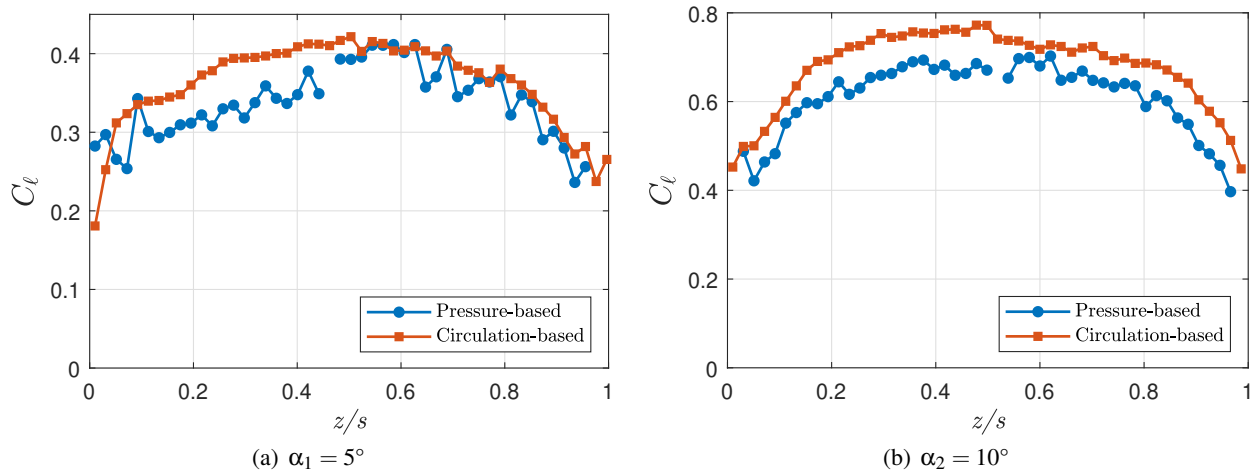 0.4
0.3
0.2
0.1
0
C_ℓ
0 0.2 0.4 0.6 0.8 1
z/s
Pressure-based
Circulation-based
(a) α₁ = 5°
0.8
0.6
0.4
0.2
0
C_ℓ
0 0.2 0.4 0.6 0.8 1
z/s
Pressure-based
Circulation-based
(b) α₂ = 10°